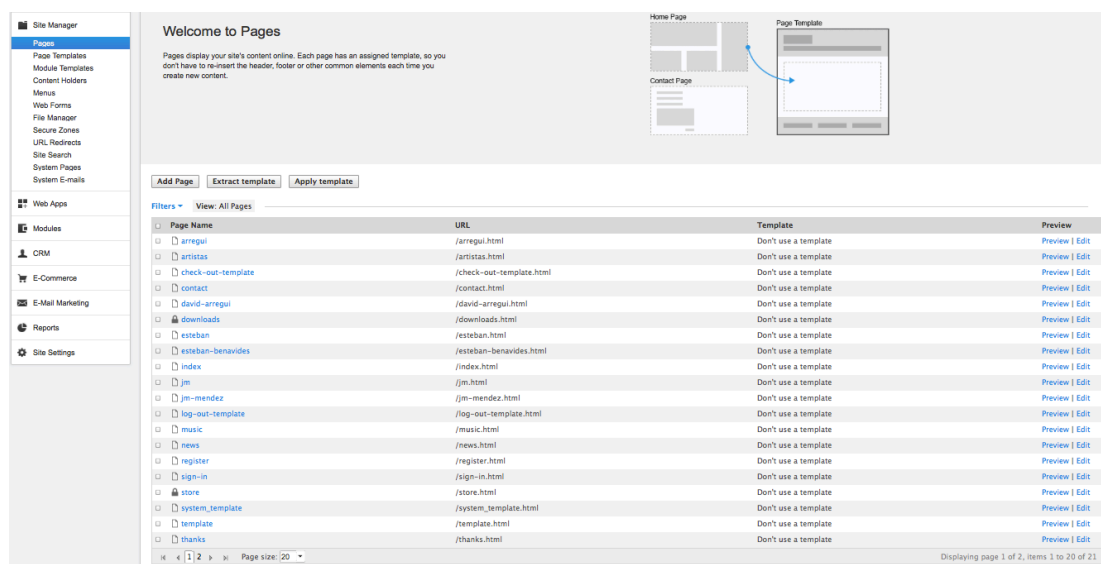 Site Manager
Pages
Page Templates
Module Templates
Content Holders
Menus
Web Forms
File Manager
Secure Zones
URL Redirects
Site Search
System Pages
System E-mails
Web Apps
Modules
CRM
E-Commerce
E-Mail Marketing
Reports
Site Settings
Welcome to Pages
Pages display your site's content online. Each page has an assigned template, so you
don't have to re-insert the header, footer or other common elements each time you
create new content.
Home Page
Page Template
Contact Page
Add Page Extract template Apply template
Filters View: All Pages
Page Name URL Template Preview
arregui /arregui.html Don't use a template Preview | Edit
artistas /artistas.html Don't use a template Preview | Edit
check-out-template /check-out-template.html Don't use a template Preview | Edit
contact /contact.html Don't use a template Preview | Edit
david-arregui /david-arregui.html Don't use a template Preview | Edit
downloads /downloads.html Don't use a template Preview | Edit
esteban /esteban.html Don't use a template Preview | Edit
esteban-benavides /esteban-benavides.html Don't use a template Preview | Edit
index /index.html Don't use a template Preview | Edit
jm /jm.html Don't use a template Preview | Edit
jm-mendez /jm-mendez.html Don't use a template Preview | Edit
log-out-template /log-out-template.html Don't use a template Preview | Edit
music /music.html Don't use a template Preview | Edit
news /news.html Don't use a template Preview | Edit
register /register.html Don't use a template Preview | Edit
sign-in /sign-in.html Don't use a template Preview | Edit
store /store.html Don't use a template Preview | Edit
system_template /system_template.html Don't use a template Preview | Edit
template /template.html Don't use a template Preview | Edit
thanks /thanks.html Don't use a template Preview | Edit
1 2 Page size: 20 Displaying page 1 of 2, items 1 to 20 of 21